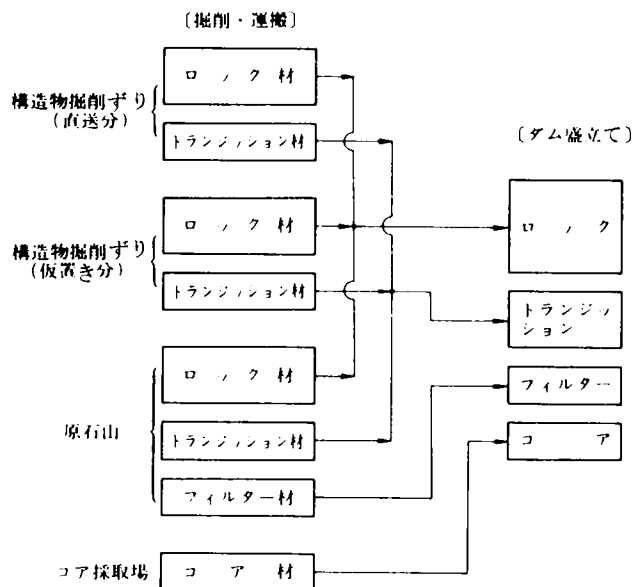 〔掘削・運搬〕
ロック材
構造物掘削ずり
(直送分)
トランジッション材
〔ダム盛立て〕
ロック材
ロック
構造物掘削ずり
(仮置き分)
トランジッション材
トランジッ
ション
ロック材
フィルター
原石山
トランジッション材
コア
フィルター材
コア採取場
コア材